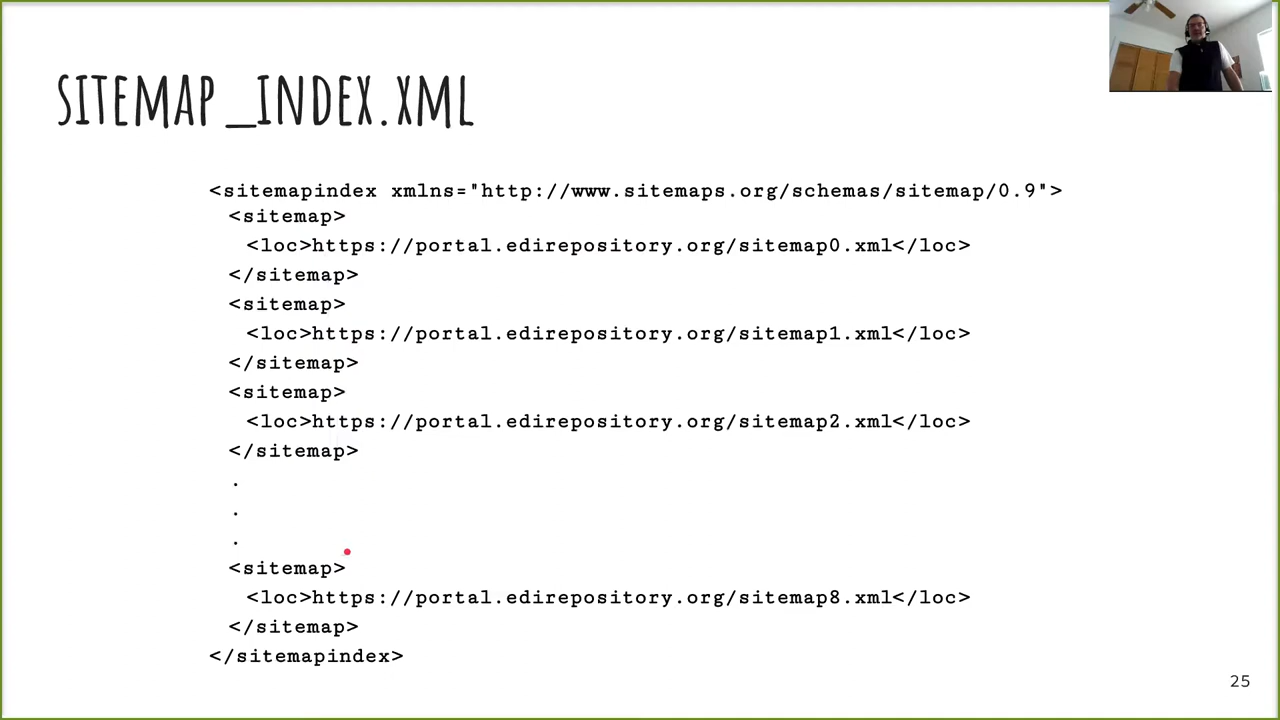 SITEMAP_INDEX.XML
<sitemapindex xmlns="http://www.sitemaps.org/schemas/sitemap/0.9">
<sitemap>
<loc>https://portal.edirepository.org/sitemap0.xml</loc>
</sitemap>
<sitemap>
<loc>https://portal.edirepository.org/sitemap1.xml</loc>
</sitemap>
<sitemap>
<loc>https://portal.edirepository.org/sitemap2.xml</loc>
</sitemap>
.
.
.
<sitemap>
<loc>https://portal.edirepository.org/sitemap8.xml</loc>
</sitemap>
</sitemapindex>
25